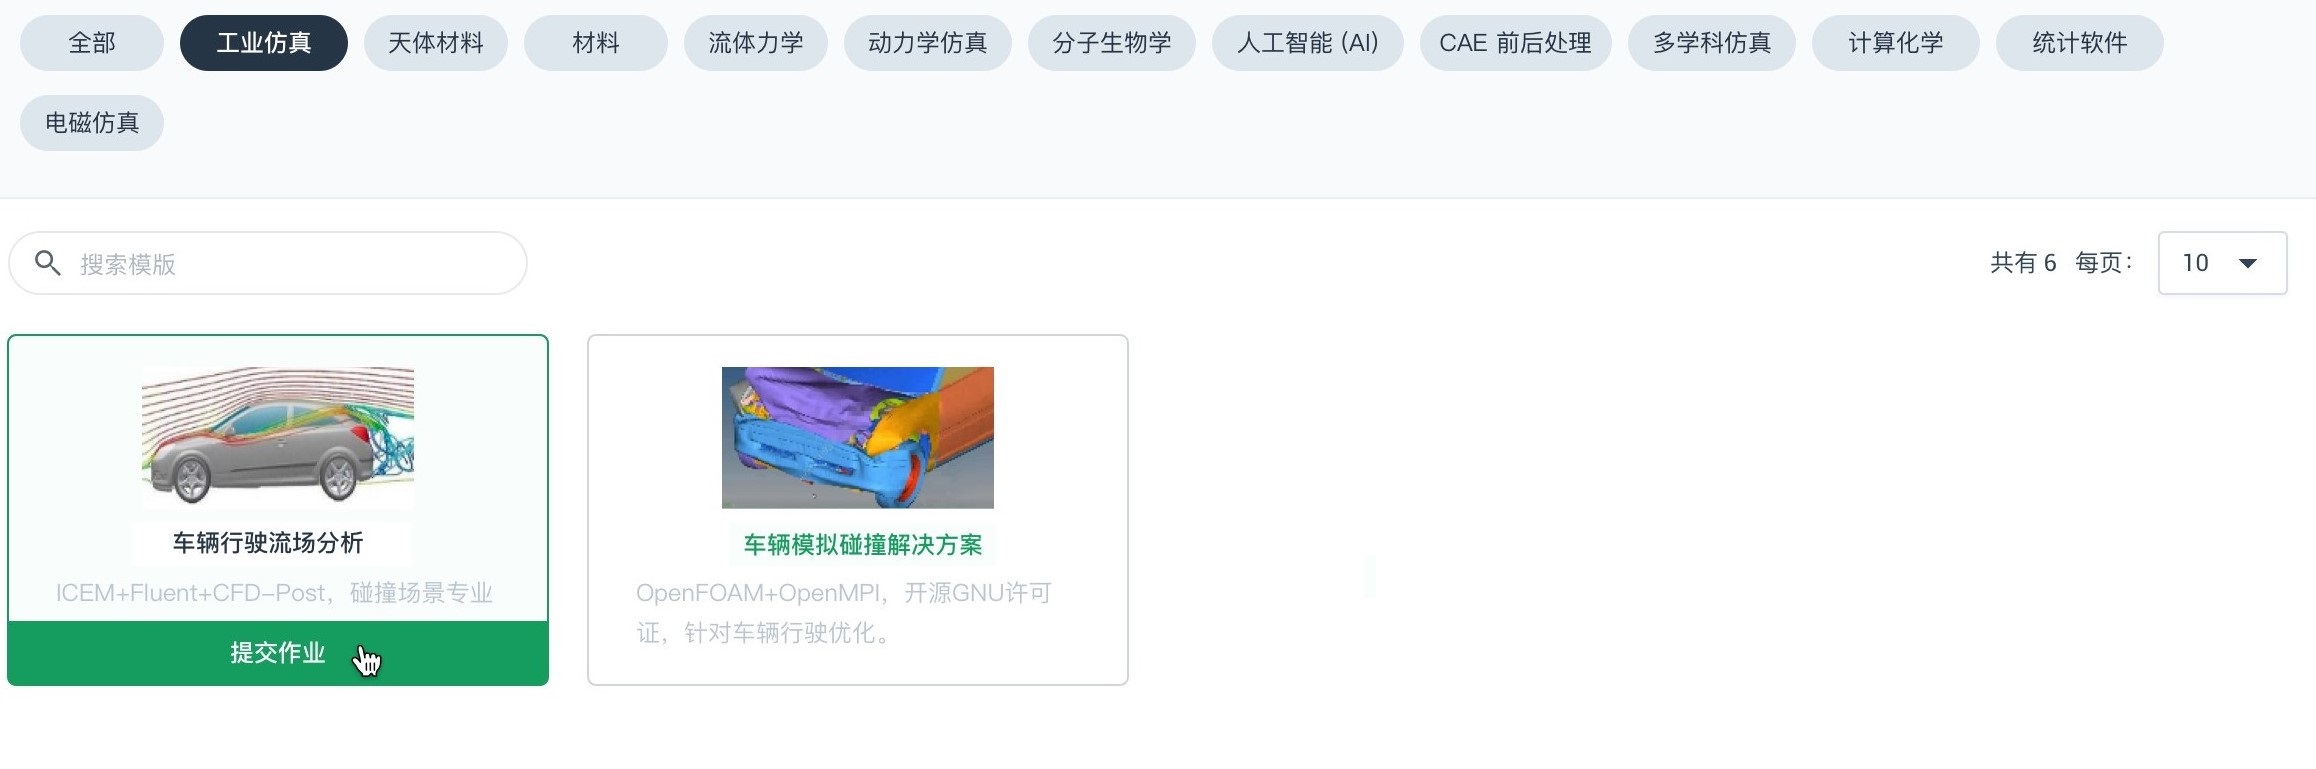 全部 工业仿真 天体材料 材料 流体力学 动力学仿真 分子生物学 人工智能 (AI) CAE 前后处理 多学科仿真 计算化学 统计软件
电磁仿真
搜索模版
共有 6 每页: 10
车辆行驶流场分析
ICEM+Fluent+CFD-Post，碰撞场景专业
提交作业
车辆模拟碰撞解决方案
OpenFOAM+OpenMPI，开源GNU许可
证，针对车辆行驶优化。